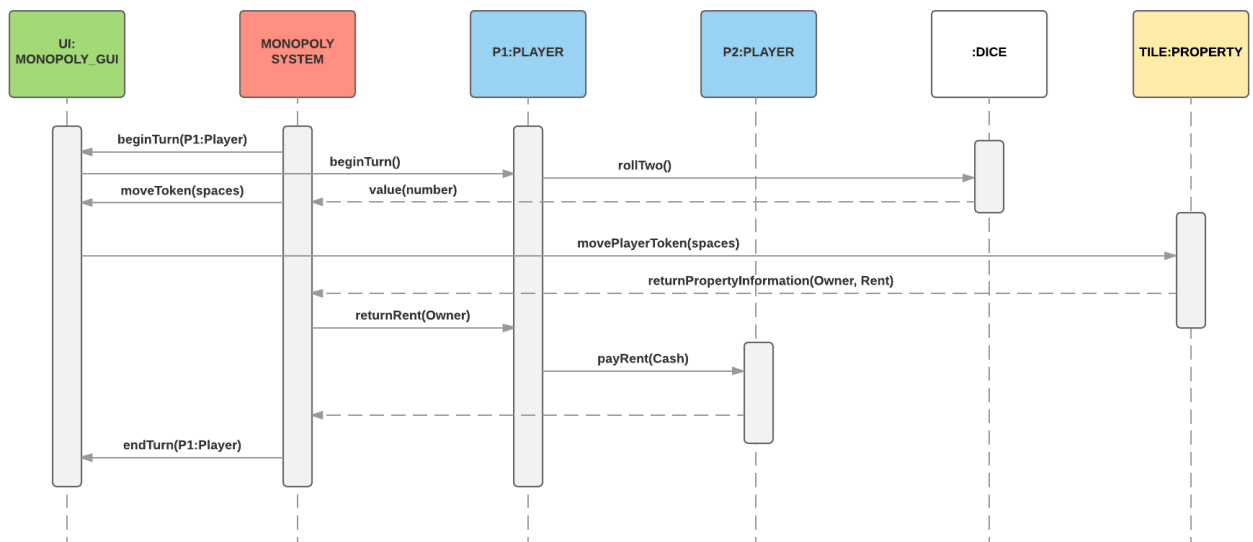 UI:
MONOPOLY_GUI
MONOPOLY
SYSTEM
P1:PLAYER
P2:PLAYER
:DICE
TILE:PROPERTY
beginTurn(P1:Player)
beginTurn()
rollTwo()
moveToken(spaces)
value(number)
movePlayerToken(spaces)
returnPropertyInformation(Owner, Rent)
returnRent(Owner)
payRent(Cash)
endTurn(P1:Player)